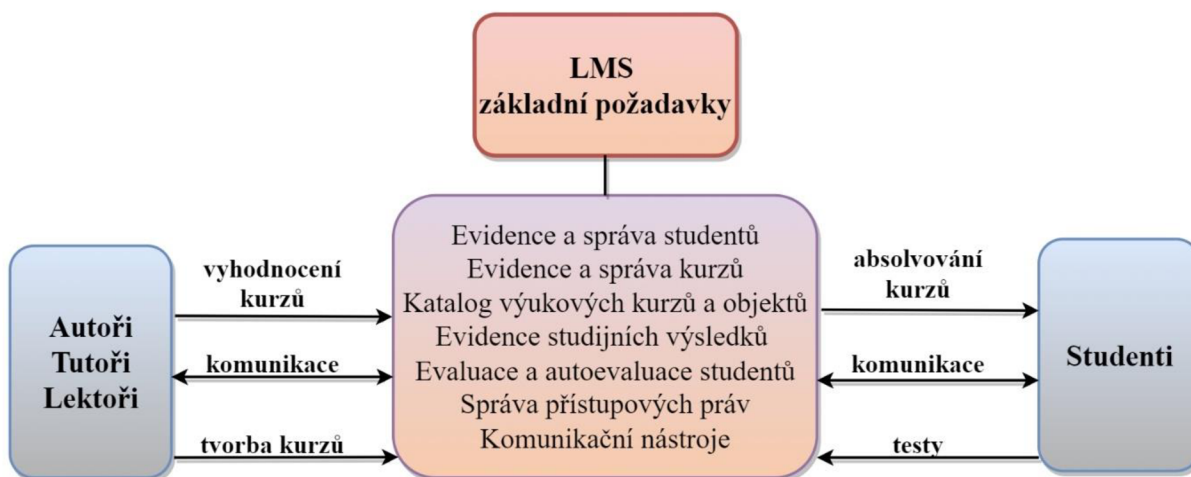 LMS
základní požadavky
Autoři
Tutoři
Lektoři
vyhodnocení
kurzů
komunikace
tvorba kurzů
Evidence a správa studentů
Evidence a správa kurzů
Katalog výukových kurzů a objektů
Evidence studijních výsledků
Evaluace a autoevaluace studentů
Správa přístupových práv
Komunikační nástroje
absolvování
kurzů
komunikace
testy
Studenti